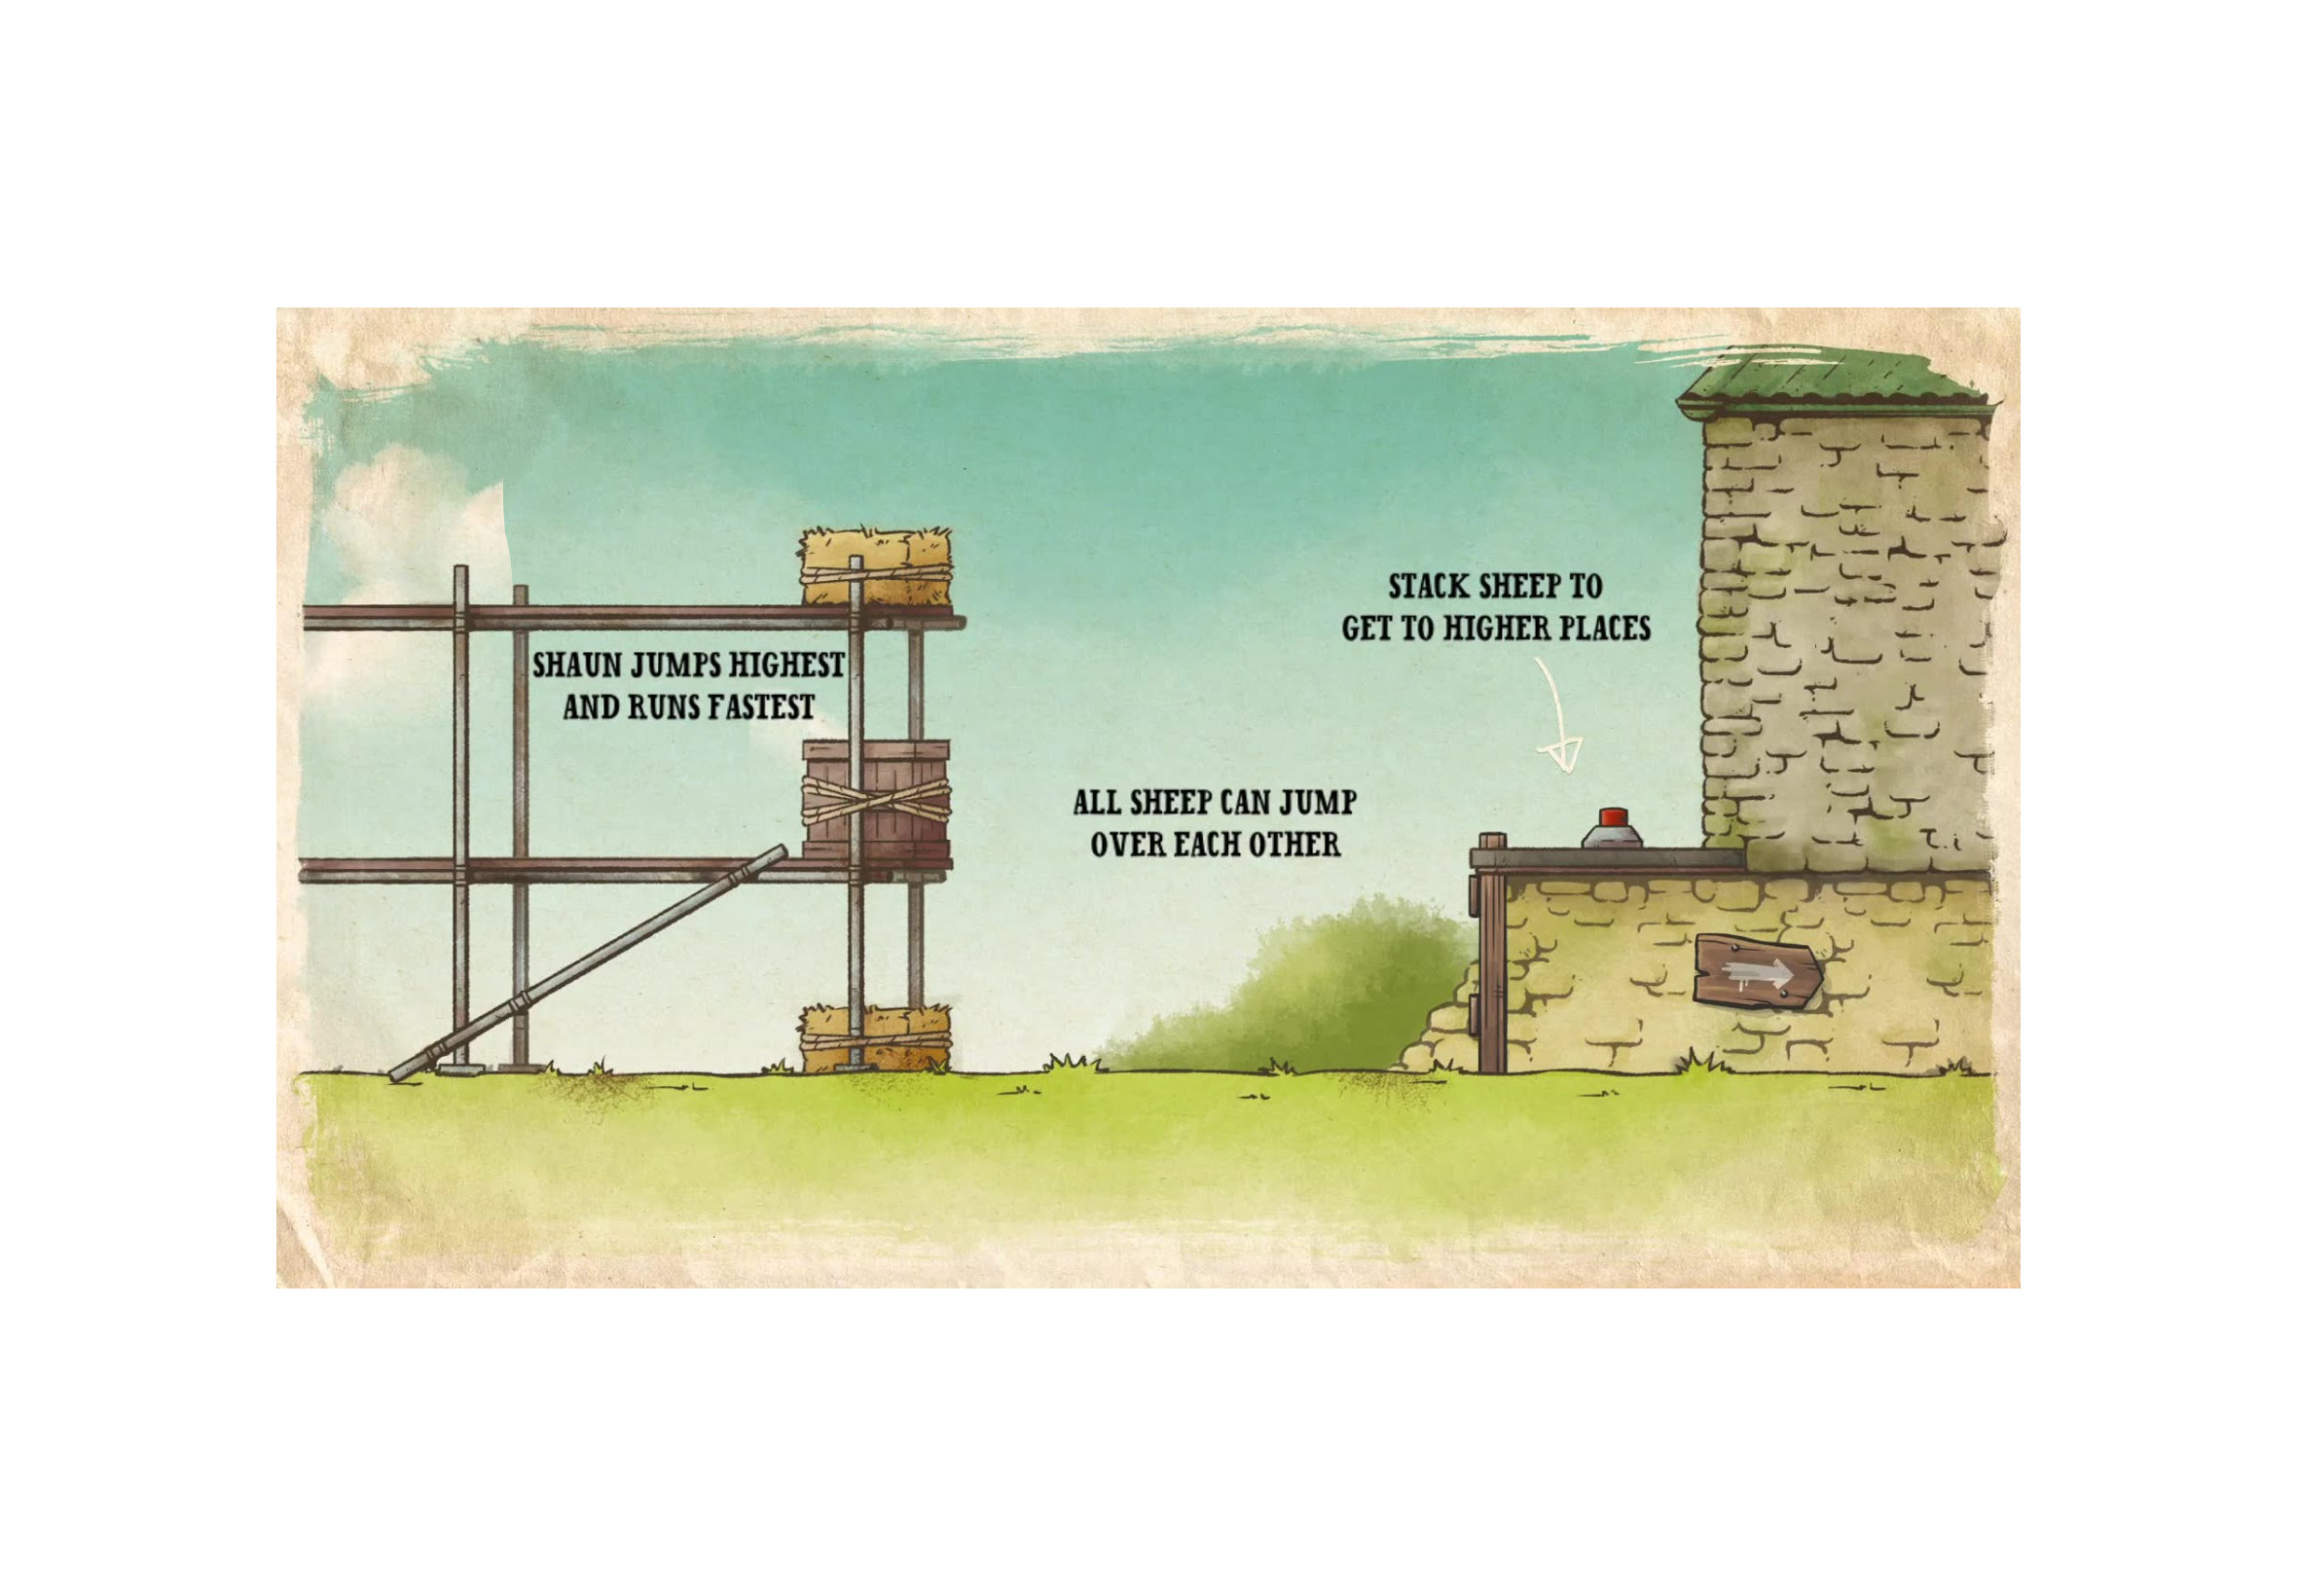 SHAUN JUMPS HIGHEST
AND RUNS FASTEST
ALL SHEEP CAN JUMP
OVER EACH OTHER
STACK SHEEP TO
GET TO HIGHER PLACES